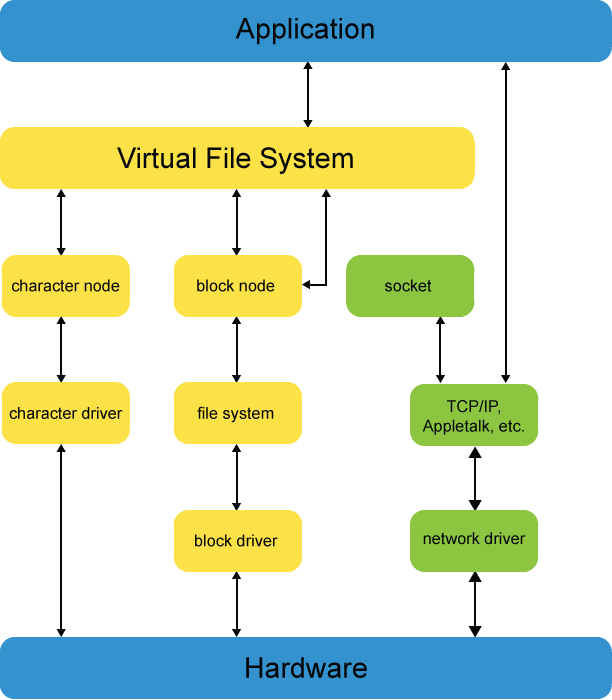 Application
Virtual File System
character node
block node
socket
character driver
file system
TCP/IP,
Appletalk, etc.
block driver
network driver
Hardware